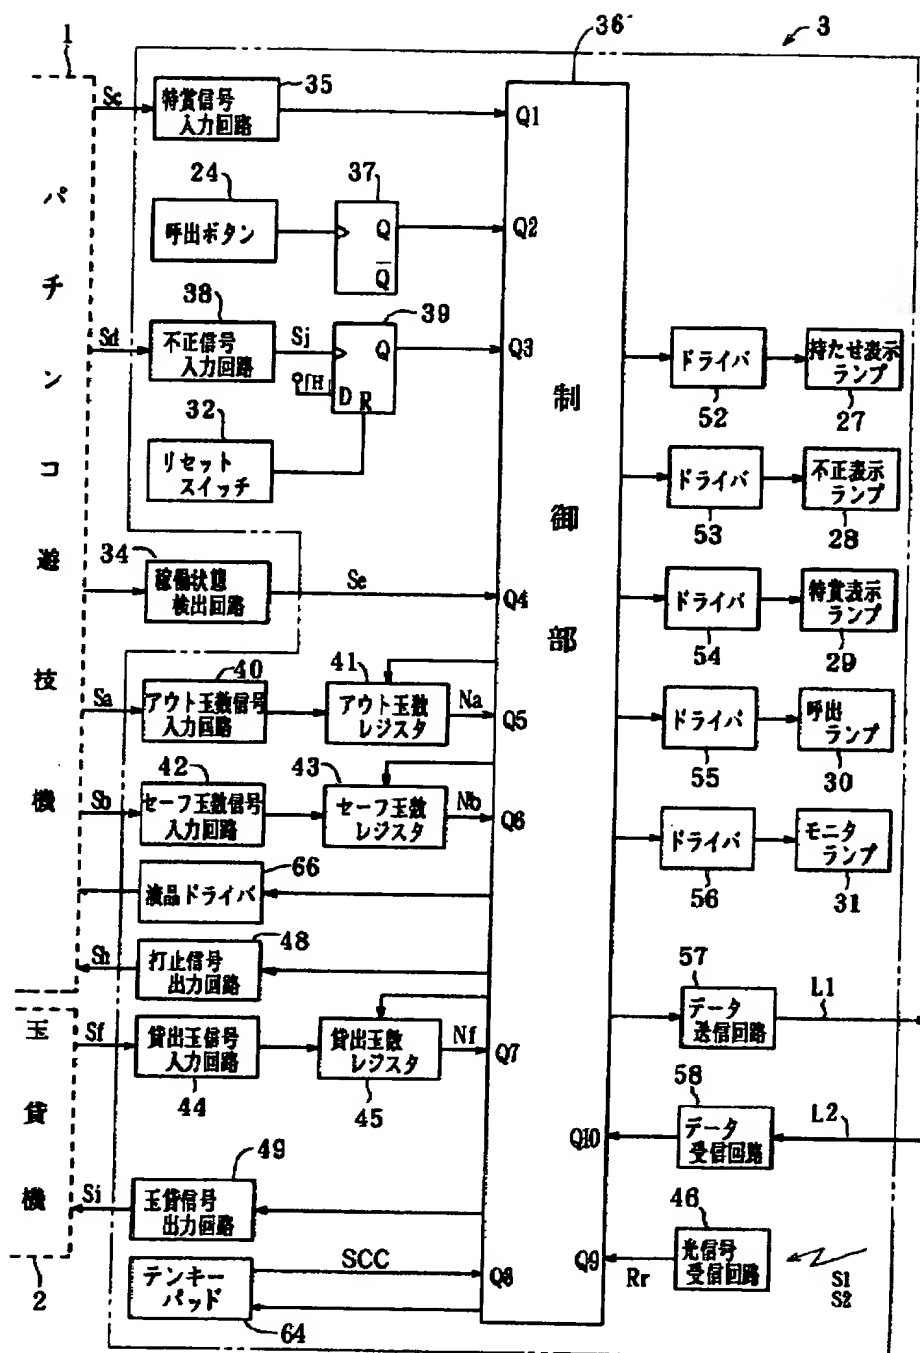 1
36
3
パチンコ遊技機
Sc
35
特賞信号
入力回路
Q1
24
呼出ボタン
37
Q
Q̅
Q2
Sd
38
不正信号
入力回路
Sj
「H」
39
Q
D R
Q3
32
リセット
スイッチ
制御部
34
稼働状態
検出回路
Se
Q4
Sa
40
アウト玉数信号
入力回路
41
アウト玉数
レジスタ
Na
Q5
Sb
42
セーフ玉数信号
入力回路
43
セーフ玉数
レジスタ
Nb
Q6
66
液晶ドライバ
Sh
48
打止信号
出力回路
玉貸機
2
Sf
貸出玉信号
入力回路
44
貸出玉数
レジスタ
45
Nf
Q7
Si
49
玉貸信号
出力回路
テンキー
パッド
64
SCC
Q8
ドライバ
52
持たせ表示
ランプ
27
ドライバ
53
不正表示
ランプ
28
ドライバ
54
特賞表示
ランプ
29
ドライバ
55
呼出
ランプ
30
ドライバ
56
モニタ
ランプ
31
57
データ
送信回路
L1
58
Q10
データ
受信回路
L2
46
Q9
Rr
光信号
受信回路
S1
S2